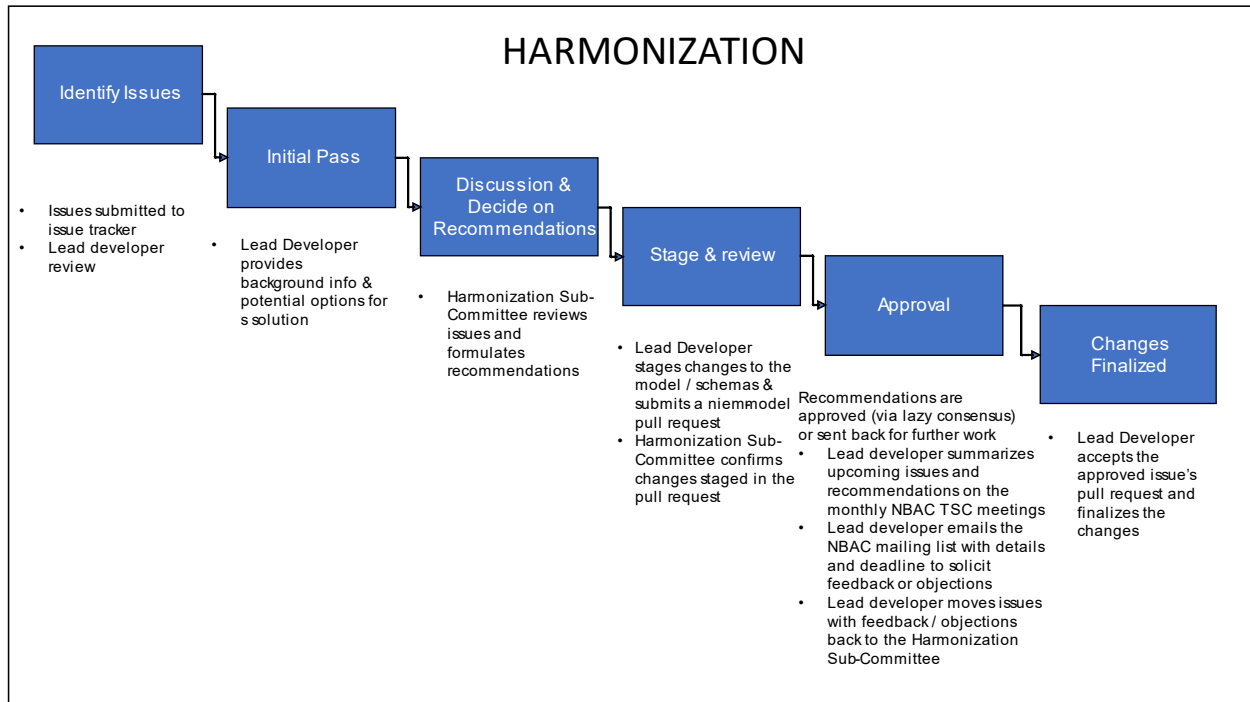 HARMONIZATION
Identify Issues
• Issues submitted to
issue tracker
• Lead developer
review
Initial Pass
• Lead Developer
provides
background info &
potential options for
s solution
Discussion &
Decide on
Recommendations
• Harmonization Sub-
Committee reviews
issues and
formulates
recommendations
Stage & review
• Lead Developer
stages changes to the
model / schemas &
submits a niem-model
pull request
• Harmonization Sub-
Committee confirms
changes staged in the
pull request
Approval
Recommendations are
approved (via lazy consensus)
or sent back for further work
• Lead developer summarizes
upcoming issues and
recommendations on the
monthly NBAC TSC meetings
• Lead developer emails the
NBAC mailing list with details
and deadline to solicit
feedback or objections
• Lead developer moves issues
with feedback / objections
back to the Harmonization
Sub-Committee
Changes
Finalized
• Lead Developer
accepts the
approved issue's
pull request and
finalizes the
changes